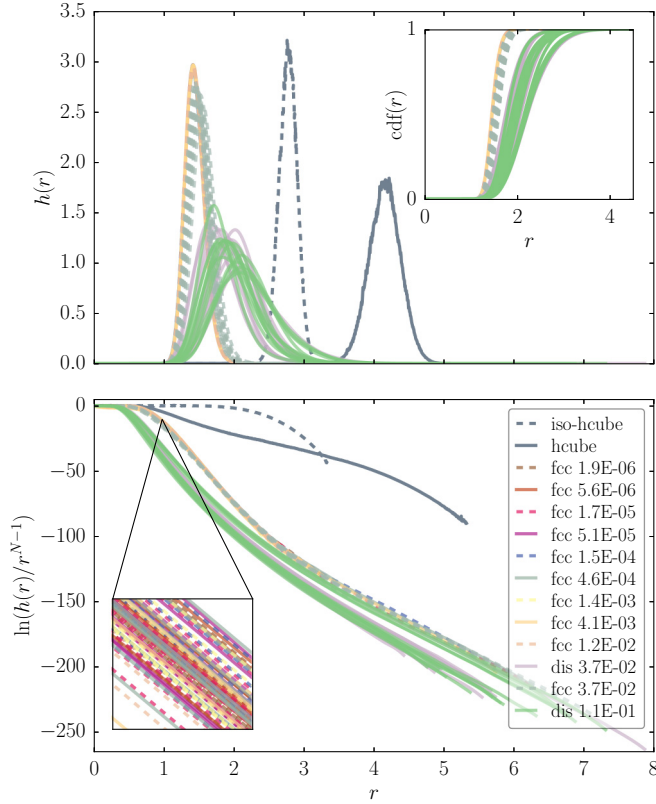 3.5
3.0
2.5
2.0
1.5
1.0
0.5
0.0
h(r)
1
0
cdf(r)
0 2 4
r
0
−50
−100
−150
−200
−250
ln(h(r)/r^{N−1})
iso-hcube
hcube
fcc 1.9E-06
fcc 5.6E-06
fcc 1.7E-05
fcc 5.1E-05
fcc 1.5E-04
fcc 4.6E-04
fcc 1.4E-03
fcc 4.1E-03
fcc 1.2E-02
dis 3.7E-02
fcc 3.7E-02
dis 1.1E-01
0 1 2 3 4 5 6 7 8
r